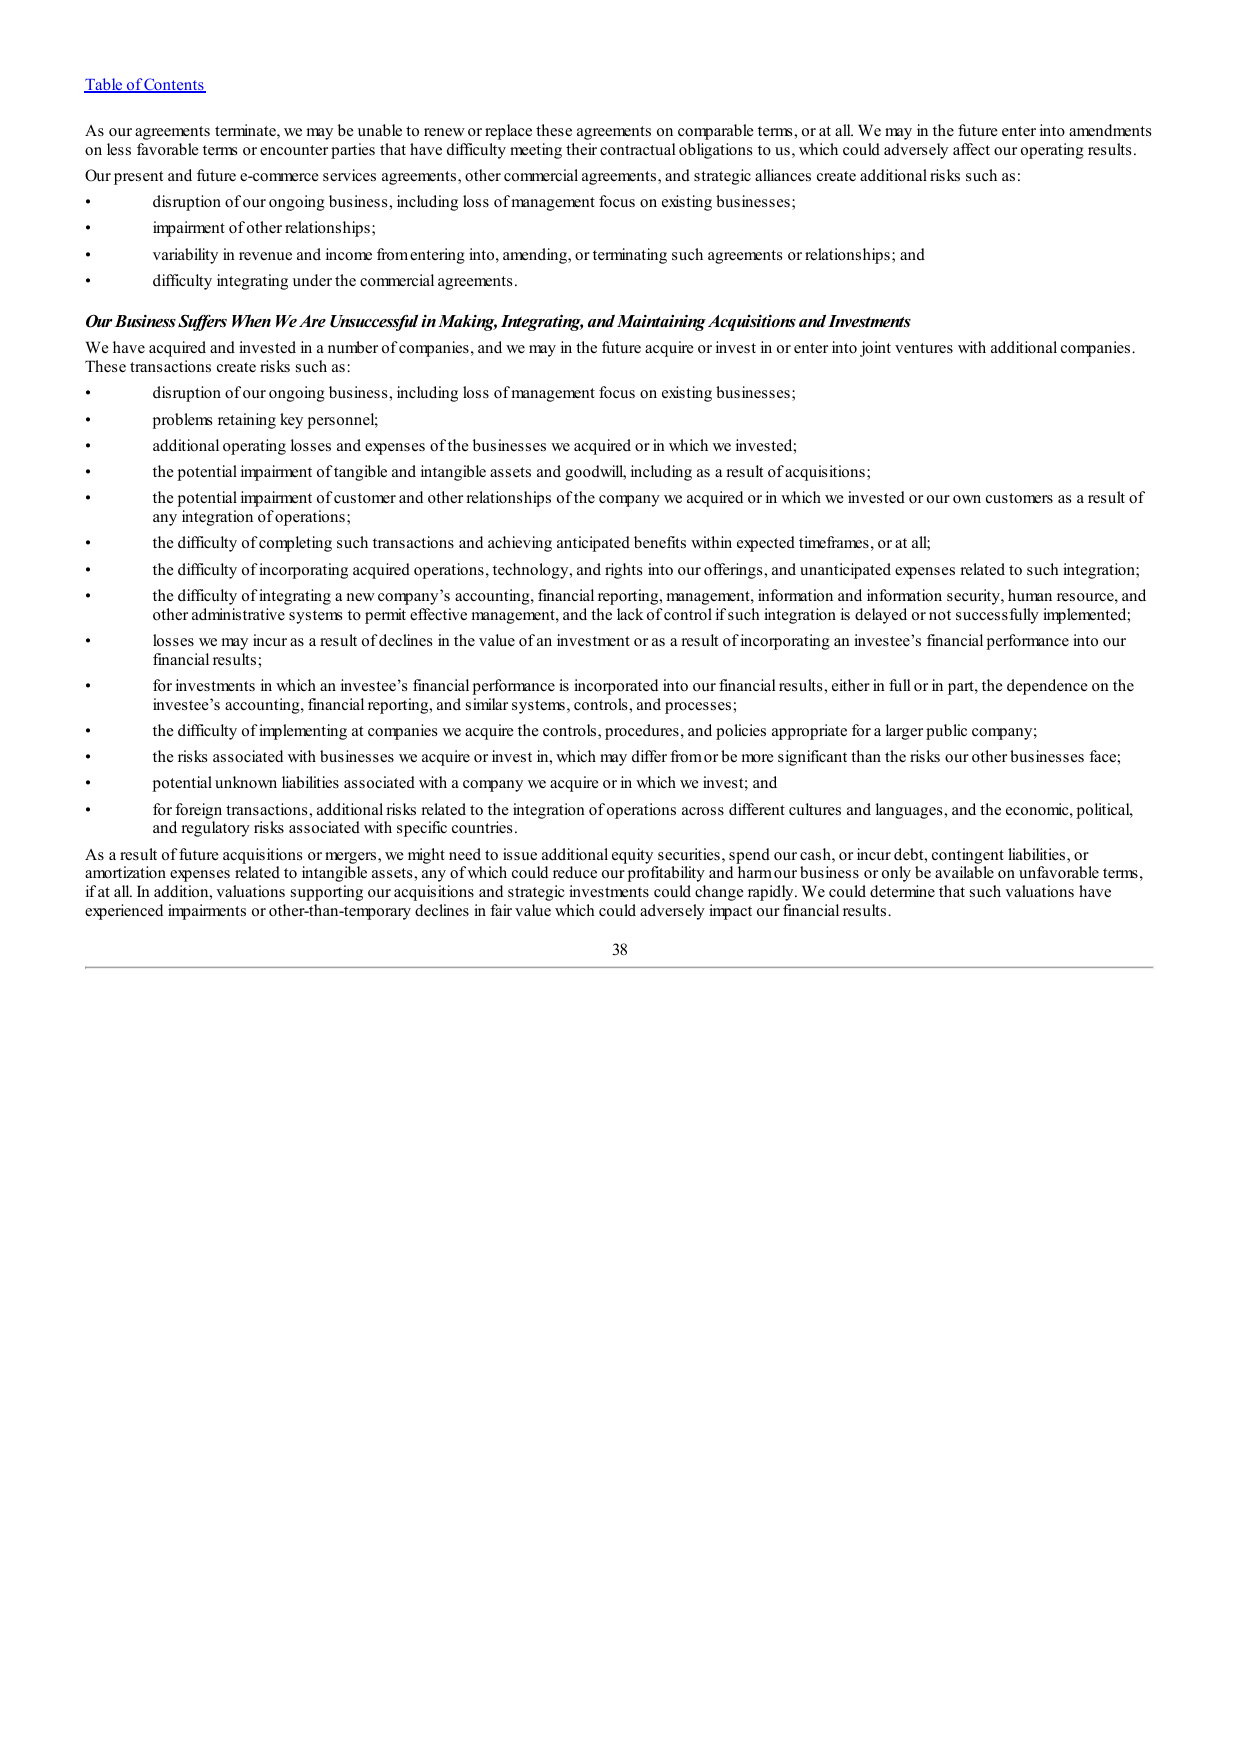 Table of Contents
As our agreements terminate, we may be unable to renew or replace these agreements on comparable terms, or at all. We may in the future enter into amendments
on less favorable terms or encounter parties that have difficulty meeting their contractual obligations to us, which could adversely affect our operating results.
Our present and future e-commerce services agreements, other commercial agreements, and strategic alliances create additional risks such as:
• disruption of our ongoing business, including loss of management focus on existing businesses;
• impairment of other relationships;
• variability in revenue and income from entering into, amending, or terminating such agreements or relationships; and
• difficulty integrating under the commercial agreements.
Our Business Suffers When We Are Unsuccessful in Making, Integrating, and Maintaining Acquisitions and Investments
We have acquired and invested in a number of companies, and we may in the future acquire or invest in or enter into joint ventures with additional companies.
These transactions create risks such as:
• disruption of our ongoing business, including loss of management focus on existing businesses;
• problems retaining key personnel;
• additional operating losses and expenses of the businesses we acquired or in which we invested;
• the potential impairment of tangible and intangible assets and goodwill, including as a result of acquisitions;
• the potential impairment of customer and other relationships of the company we acquired or in which we invested or our own customers as a result of
any integration of operations;
• the difficulty of completing such transactions and achieving anticipated benefits within expected timeframes, or at all;
• the difficulty of incorporating acquired operations, technology, and rights into our offerings, and unanticipated expenses related to such integration;
• the difficulty of integrating a new company’s accounting, financial reporting, management, information and information security, human resource, and
other administrative systems to permit effective management, and the lack of control if such integration is delayed or not successfully implemented;
• losses we may incur as a result of declines in the value of an investment or as a result of incorporating an investee’s financial performance into our
financial results;
• for investments in which an investee’s financial performance is incorporated into our financial results, either in full or in part, the dependence on the
investee’s accounting, financial reporting, and similar systems, controls, and processes;
• the difficulty of implementing at companies we acquire the controls, procedures, and policies appropriate for a larger public company;
• the risks associated with businesses we acquire or invest in, which may differ from or be more significant than the risks our other businesses face;
• potential unknown liabilities associated with a company we acquire or in which we invest; and
• for foreign transactions, additional risks related to the integration of operations across different cultures and languages, and the economic, political,
and regulatory risks associated with specific countries.
As a result of future acquisitions or mergers, we might need to issue additional equity securities, spend our cash, or incur debt, contingent liabilities, or
amortization expenses related to intangible assets, any of which could reduce our profitability and harm our business or only be available on unfavorable terms,
if at all. In addition, valuations supporting our acquisitions and strategic investments could change rapidly. We could determine that such valuations have
experienced impairments or other-than-temporary declines in fair value which could adversely impact our financial results.
38